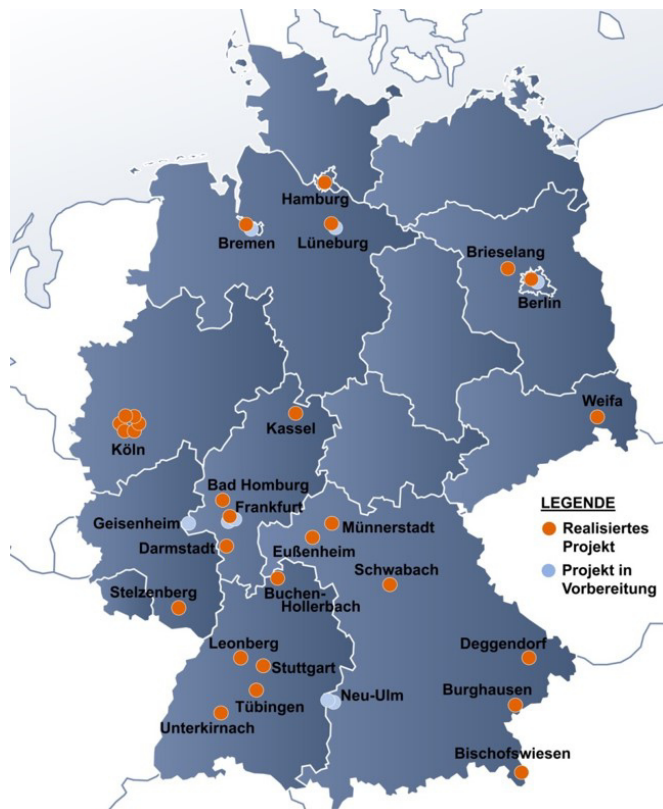 Hamburg
Bremen
Lüneburg
Brieselang
Berlin
Weifa
Kassel
Köln
Bad Homburg
Frankfurt
Geisenheim
Münnerstadt
LEGENDE
Realisiertes
Projekt
Projekt in
Vorbereitung
Darmstadt
Eußenheim
Schwabach
Stelzenberg
Buchen-
Hollerbach
Leonberg
Stuttgart
Deggendorf
Tübingen
Neu-Ulm
Burghausen
Unterkirnach
Bischofswiesen